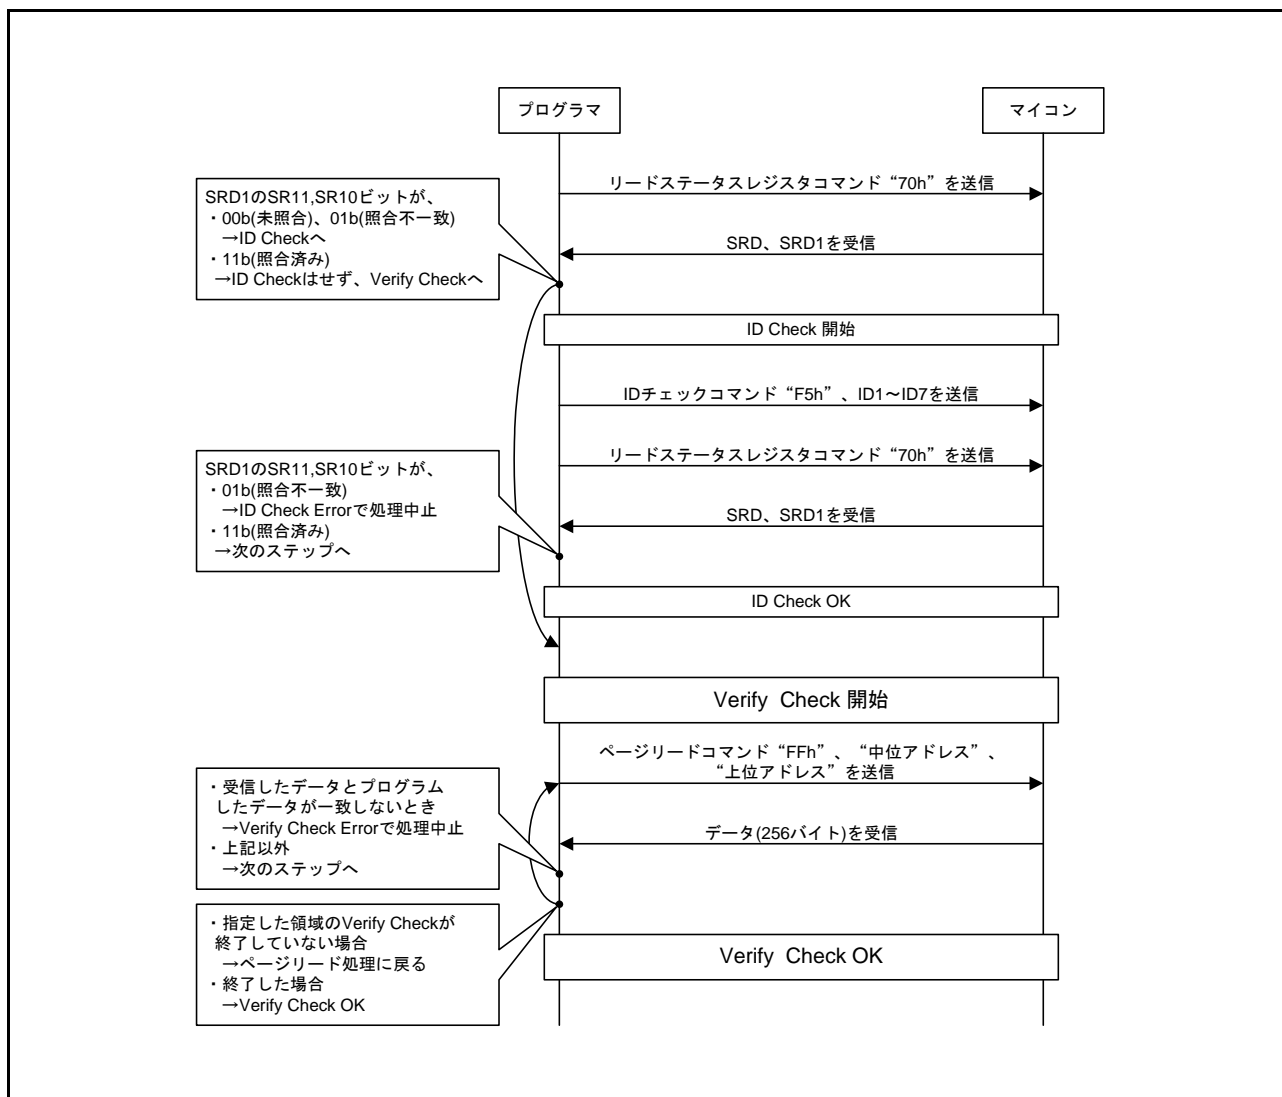 プログラマ
マイコン
リードステータスレジスタコマンド“70h”を送信
SRD1のSR11,SR10ビットが、
・00b(未照合)、01b(照合不一致)
→ID Checkへ
・11b(照合済み)
→ID Checkはせず、Verify Checkへ
SRD、SRD1を受信
ID Check 開始
IDチェックコマンド“F5h”、ID1～ID7を送信
リードステータスレジスタコマンド“70h”を送信
SRD1のSR11,SR10ビットが、
・01b(照合不一致)
→ID Check Errorで処理中止
・11b(照合済み)
→次のステップへ
SRD、SRD1を受信
ID Check OK
Verify Check 開始
ページリードコマンド“FFh”、“中位アドレス”、
“上位アドレス”を送信
・受信したデータとプログラム
したデータが一致しないとき
→Verify Check Errorで処理中止
・上記以外
→次のステップへ
データ(256バイト)を受信
・指定した領域のVerify Checkが
終了していない場合
→ページリード処理に戻る
・終了した場合
→Verify Check OK
Verify Check OK